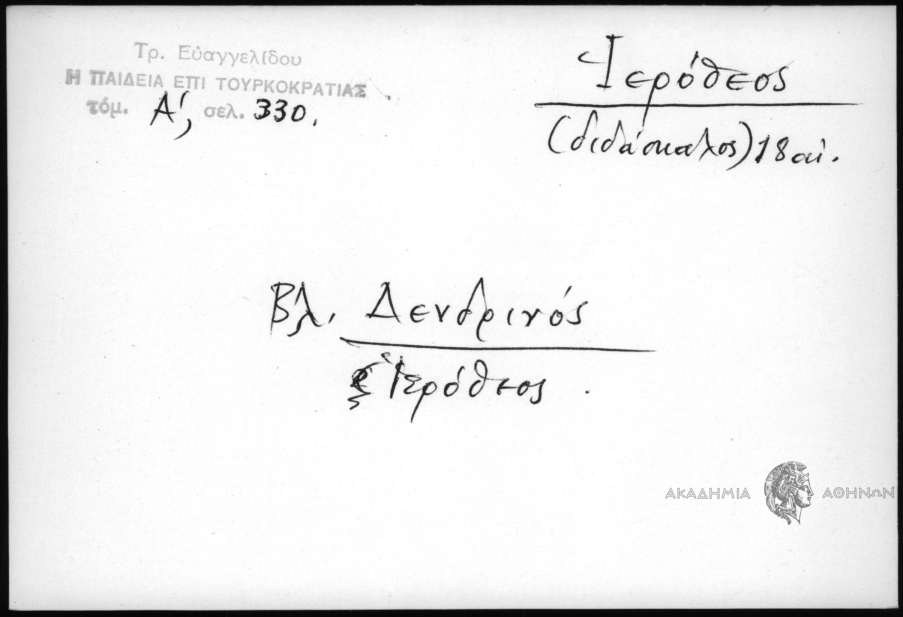 Τρ. Εὐαγγελίδου
Η ΠΑΙΔΕΙΑ ΕΠΙ ΤΟΥΡΚΟΚΡΑΤΙΑΣ
τόμ. Α', σελ. 330.
Ἱερόθεος
(διδάσκαλος) 18 αἰ.
Βλ. Δενδρινός
Ἱερόθεος.
ΑΚΑΔΗΜΙΑ ΑΘΗΝΩΝ